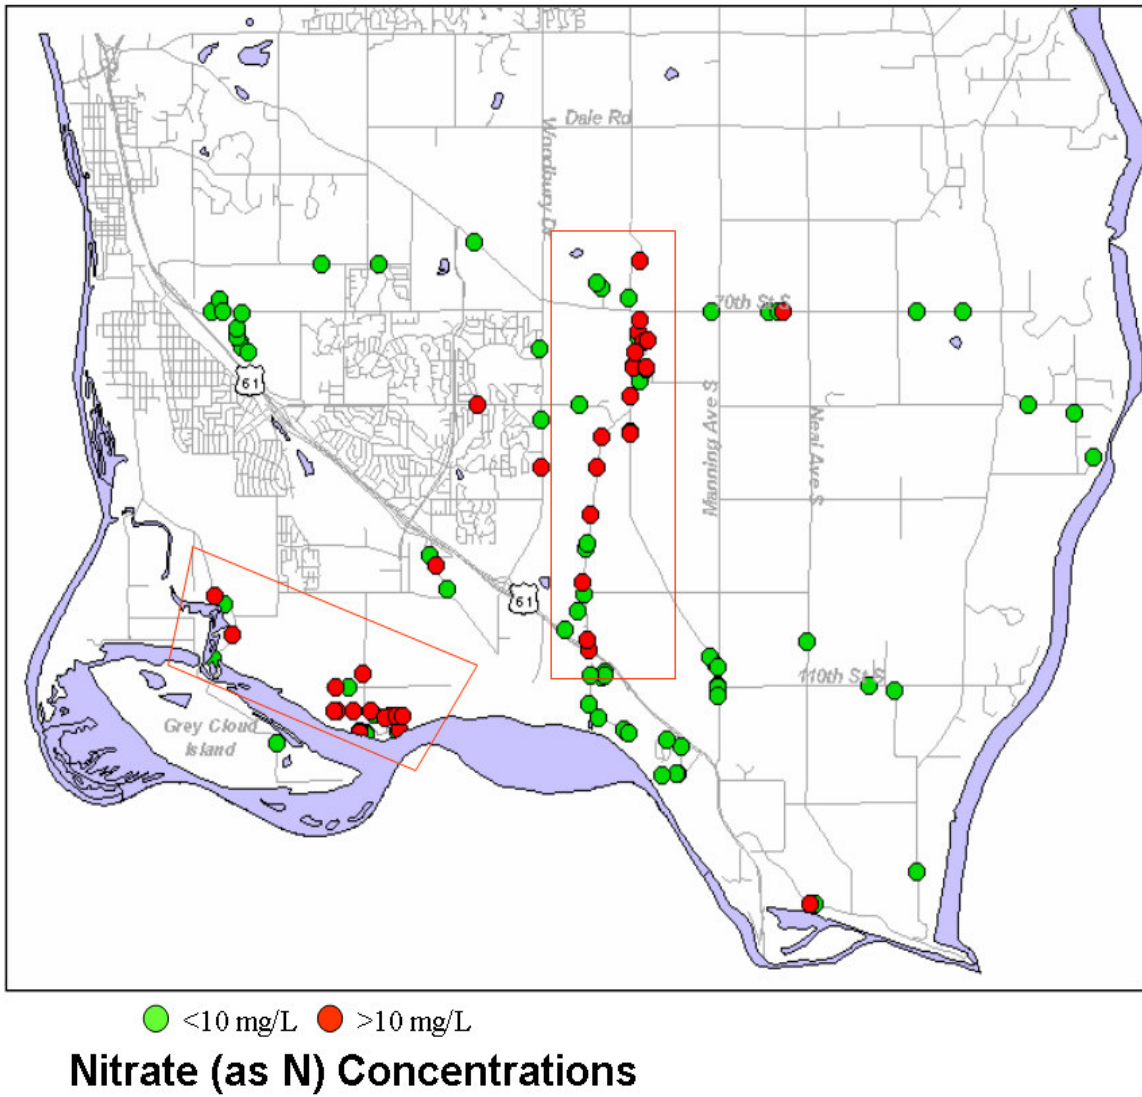 Dale Rd
Woodbury Dr
70th St S
61
Manning Ave S
Neal Ave S
61
110th St S
Grey Cloud
Island
<10 mg/L >10 mg/L
Nitrate (as N) Concentrations